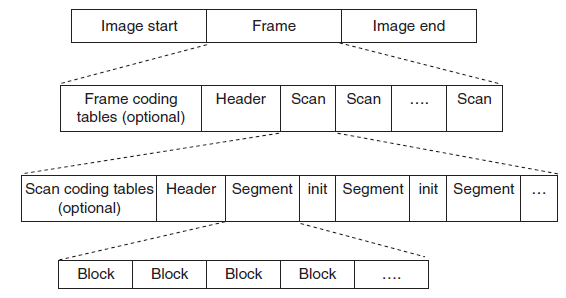 Image start Frame Image end
Frame coding Header Scan Scan .... Scan
tables (optional)
Scan coding tables Header Segment init Segment init Segment ...
(optional)
Block Block Block Block ....